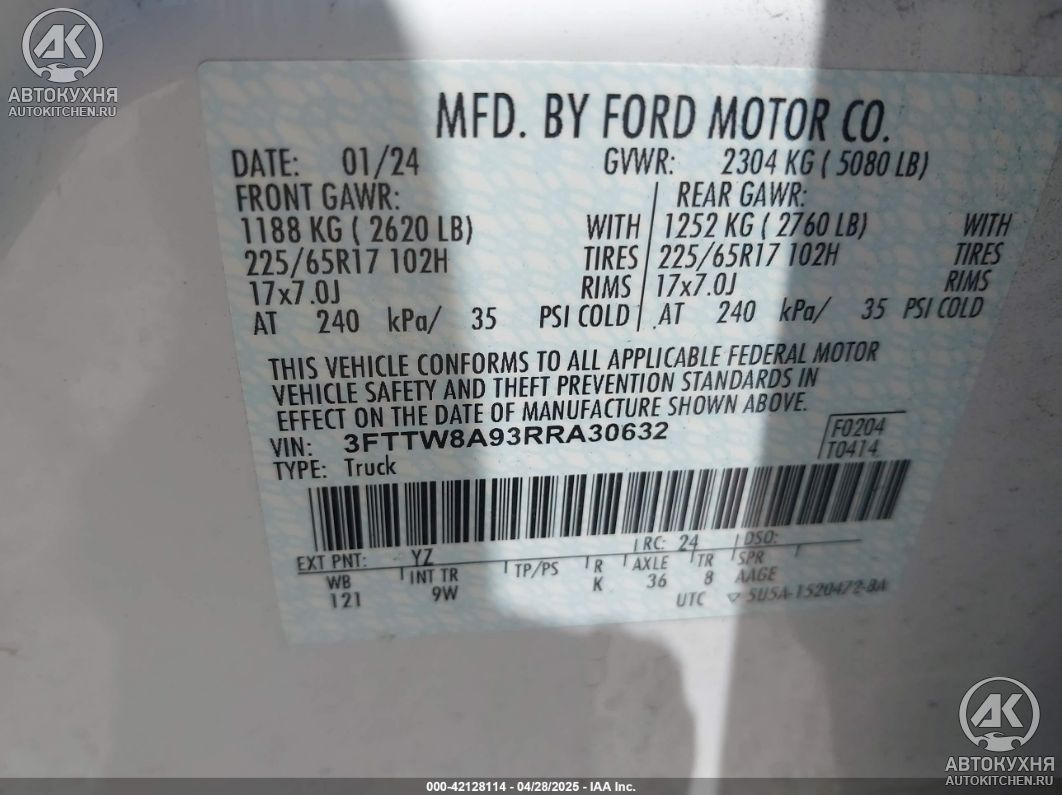 AK
АВТОКУХНЯ
AUTOKITCHEN.RU
MFD. BY FORD MOTOR CO.
DATE: 01/24 GVWR: 2304 KG ( 5080 LB)
FRONT GAWR: REAR GAWR:
1188 KG ( 2620 LB) WITH 1252 KG ( 2760 LB) WITH
225/65R17 102H TIRES 225/65R17 102H TIRES
17x7.0J RIMS 17x7.0J RIMS
AT 240 kPa/ 35 PSI COLD AT 240 kPa/ 35 PSI COLD
THIS VEHICLE CONFORMS TO ALL APPLICABLE FEDERAL MOTOR
VEHICLE SAFETY AND THEFT PREVENTION STANDARDS IN
EFFECT ON THE DATE OF MANUFACTURE SHOWN ABOVE.
VIN: 3FTTW8A93RRA30632 F0204
TYPE: Truck T0414
EXT PNT: YZ RC: 24 DSO:
WB INT TR TP/PS R AXLE TR SPR
121 9W K 36 8 AAGE
UTC 5U5A-1520472-BA
AK
АВТОКУХНЯ
AUTOKITCHEN.RU
000-42128114 - 04/28/2025 - IAA Inc.